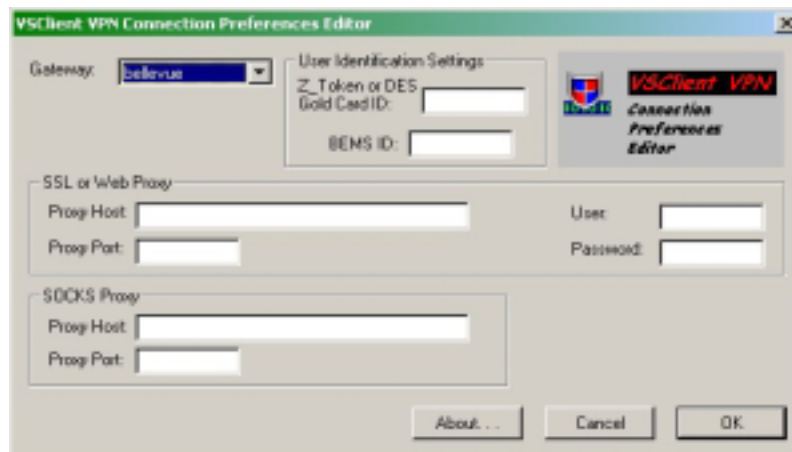 VSClient VPN Connection Preferences Editor
Gateway: bellevue
User Identification Settings
Z_Token or DES
Gold Card ID:
BEMS ID:
VSClient VPN
Connection
Preferences
Editor
SSL or Web Proxy
Proxy Host:
User:
Proxy Port:
Password:
SOCKS Proxy
Proxy Host:
Proxy Port:
About. . .
Cancel
OK